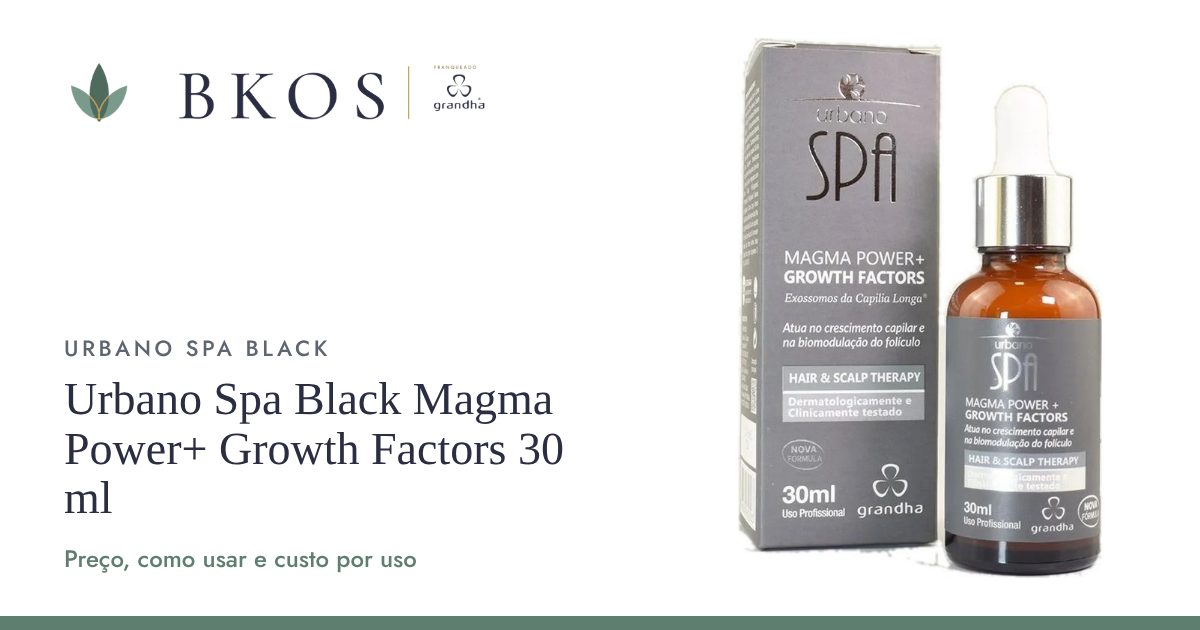 BKOS
FRANQUEADO
grandha
URBANO SPA BLACK
Urbano Spa Black Magma
Power+ Growth Factors 30
ml
Preço, como usar e custo por uso
urbano
SPA
MAGMA POWER+
GROWTH FACTORS
Exossomos da Capilia Longa®
Atua no crescimento capilar e
na biomodulação do folículo
HAIR & SCALP THERAPY
Dermatologicamente e
Clinicamente testado
NOVA
FORMULA
30ml
Uso Profissional
grandha
urbano
SPA
MAGMA POWER +
GROWTH FACTORS
Atua no crescimento capilar e
na biomodulação do folículo
HAIR & SCALP THERAPY
30ml
Uso Profissional
grandha
NOVA
FORMULA